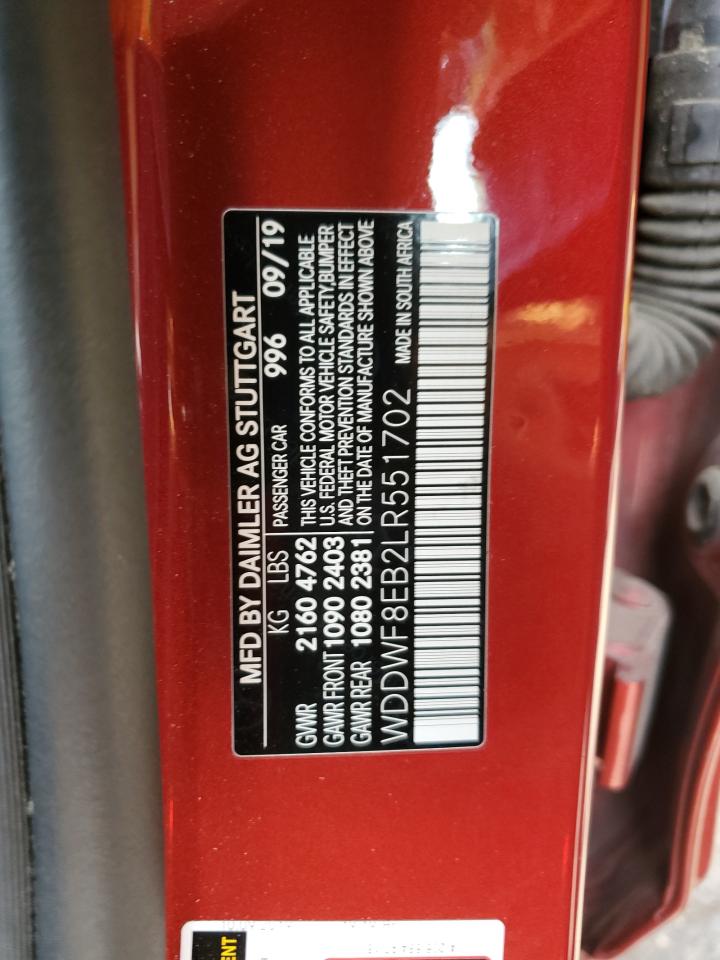 MFD BY DAIMLER AG STUTTGART
KG LBS PASSENGER CAR 996 09/19
GVWR 2160 4762 THIS VEHICLE CONFORMS TO ALL APPLICABLE
GAWR FRONT 1090 2403 U.S. FEDERAL MOTOR VEHICLE SAFETY,BUMPER
GAWR REAR 1080 2381 AND THEFT PREVENTION STANDARDS IN EFFECT
ON THE DATE OF MANUFACTURE SHOWN ABOVE
WDDWF8EB2LR551702 MADE IN SOUTH AFRICA